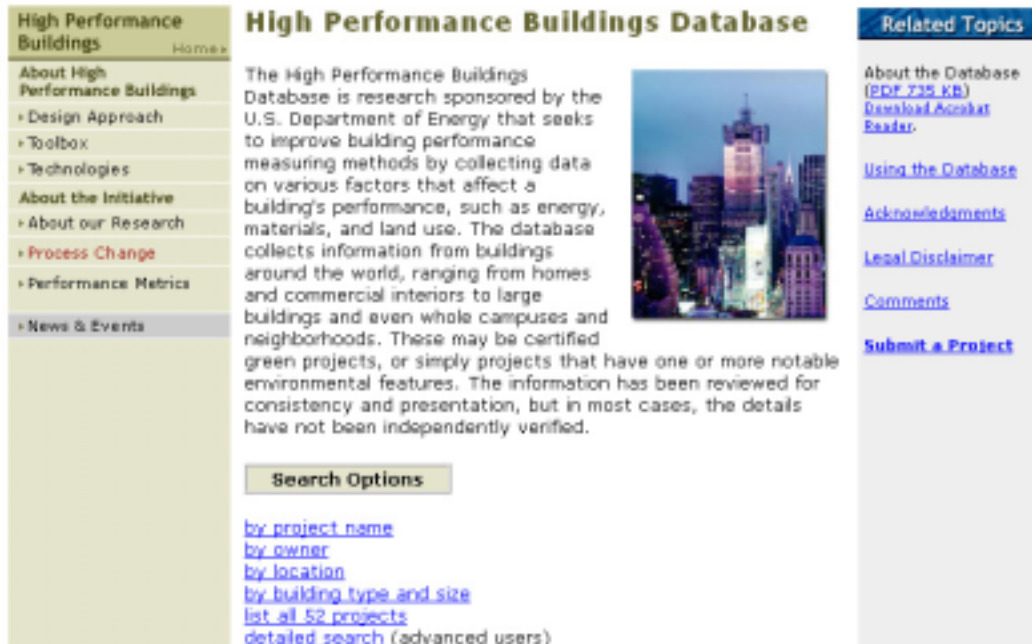 High Performance
Buildings
Home
About High
Performance Buildings
Design Approach
Toolbox
Technologies
About the Initiative
About our Research
Process Change
Performance Metrics
News & Events
High Performance Buildings Database
The High Performance Buildings
Database is research sponsored by the
U.S. Department of Energy that seeks
to improve building performance
measuring methods by collecting data
on various factors that affect a
building's performance, such as energy,
materials, and land use. The database
collects information from buildings
around the world, ranging from homes
and commercial interiors to large
buildings and even whole campuses and
neighborhoods. These may be certified
green projects, or simply projects that have one or more notable
environmental features. The information has been reviewed for
consistency and presentation, but in most cases, the details
have not been independently verified.
Search Options
by project name
by owner
by location
by building type and size
list all 52 projects
detailed search (advanced users)
Related Topics
About the Database
(PDF 735 KB)
Download Acrobat
Reader.
Using the Database
Acknowledgments
Legal Disclaimer
Comments
Submit a Project